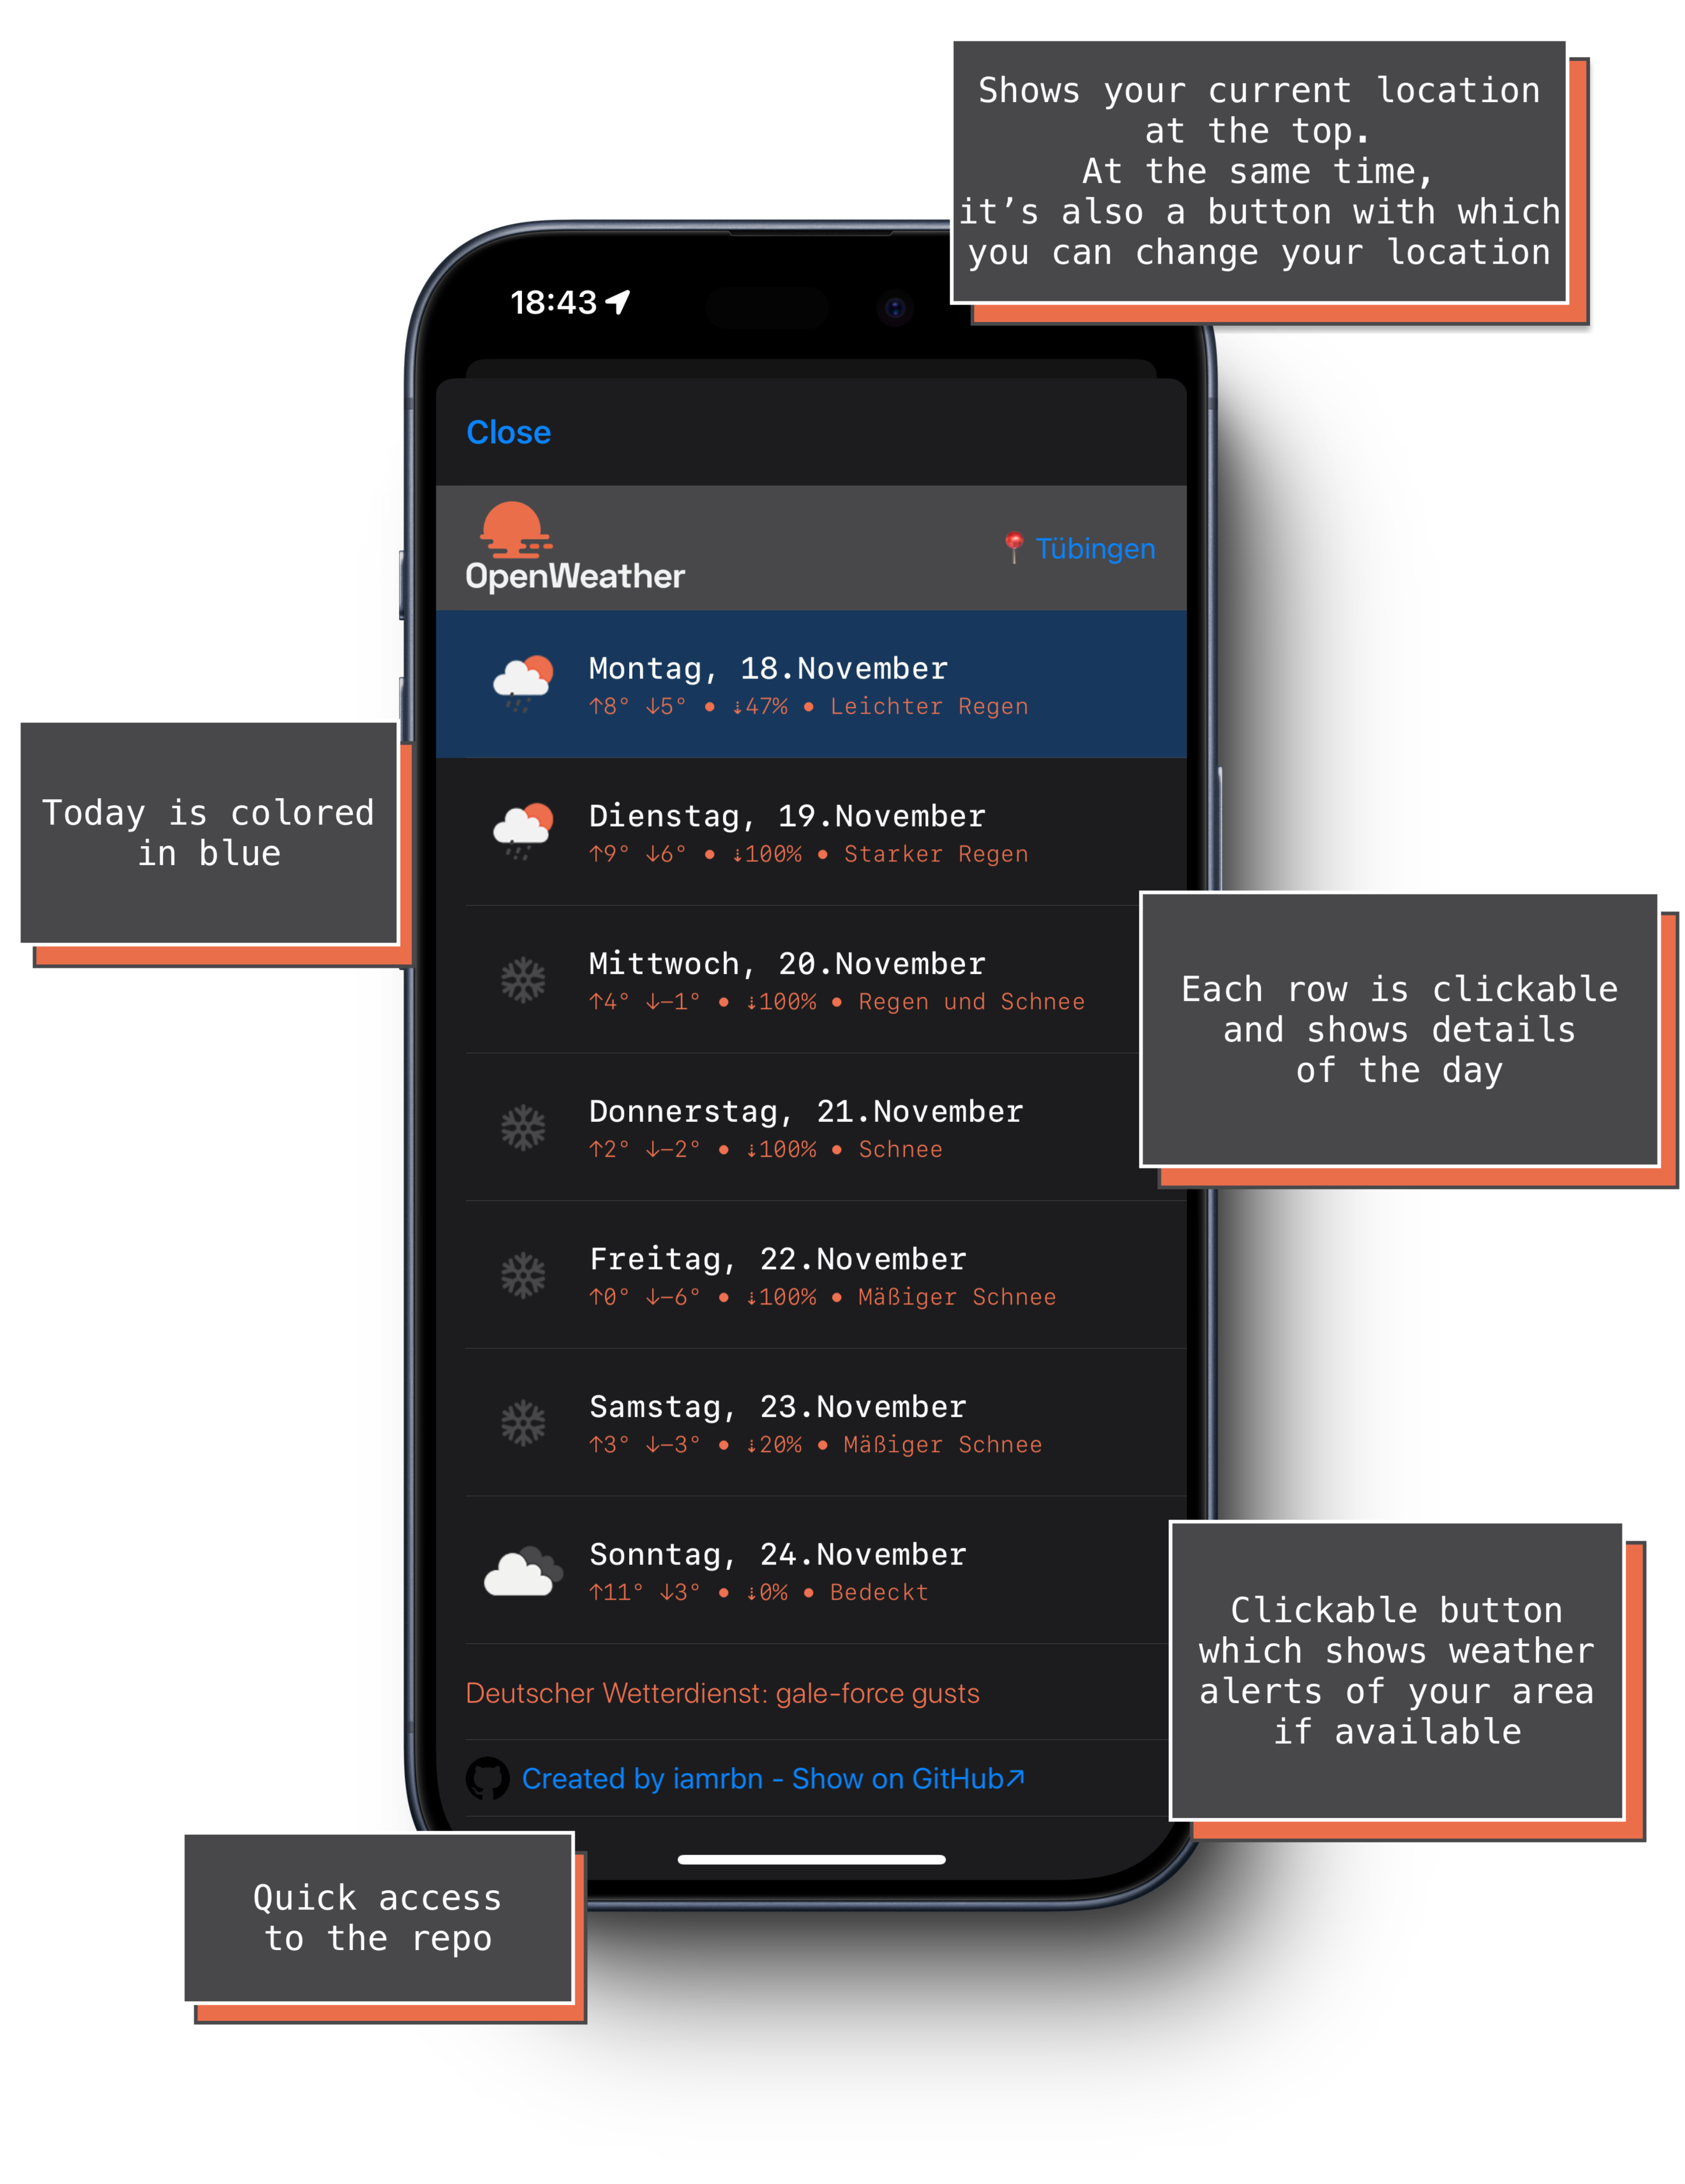 Shows your current location
at the top.
At the same time,
it’s also a button with which
you can change your location
18:43
Close
OpenWeather
📍 Tübingen
Montag, 18.November
↑8° ↓5° • ⇣47% • Leichter Regen
Today is colored
in blue
Dienstag, 19.November
↑9° ↓6° • ⇣100% • Starker Regen
Mittwoch, 20.November
↑4° ↓−1° • ⇣100% • Regen und Schnee
Each row is clickable
and shows details
of the day
Donnerstag, 21.November
↑2° ↓−2° • ⇣100% • Schnee
Freitag, 22.November
↑0° ↓−6° • ⇣100% • Mäßiger Schnee
Samstag, 23.November
↑3° ↓−3° • ⇣20% • Mäßiger Schnee
Sonntag, 24.November
↑11° ↓3° • ⇣0% • Bedeckt
Clickable button
which shows weather
alerts of your area
if available
Deutscher Wetterdienst: gale-force gusts
Created by iamrbn - Show on GitHub↗
Quick access
to the repo